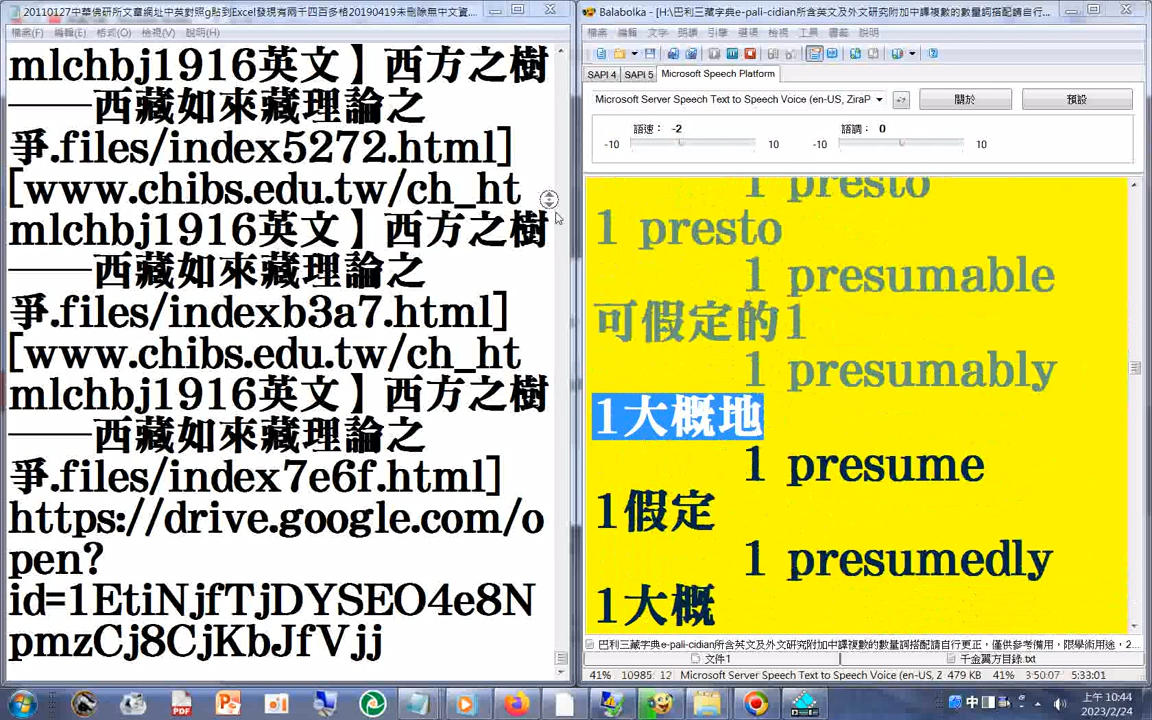 20110127中華佛研所文章網址中英對照g點到Excel發現有兩千四百多格20190419未刪除無中文資...
檔案(F) 編輯(E) 格式(O) 檢視(V) 說明(H)
mlchbj1916英文】西方之樹
——西藏如來藏理論之
爭.files/index5272.html]
[www.chibs.edu.tw/ch_ht
mlchbj1916英文】西方之樹
——西藏如來藏理論之
爭.files/indexb3a7.html]
[www.chibs.edu.tw/ch_ht
mlchbj1916英文】西方之樹
——西藏如來藏理論之
爭.files/index7e6f.html]
https://drive.google.com/o
pen?
id=1EtiNjfTjDYSEO4e8N
pmzCj8CjKbJfVjj
Balabolka - [H:\巴利三藏字典e-pali-cidian所含英文及外文研究附加中譯複數的數量詞搭配請自行...
檔案 編輯 文字 朗讀 引擎 選項 檢視 工具 書籤 說明
SAPI 4 SAPI 5 Microsoft Speech Platform
Microsoft Server Speech Text to Speech Voice (en-US, ZiraP 關於 預設
語速： -2 語調： 0
-10 10 -10 10
1 presto
1 presto
1 presumable
可假定的1
1 presumably
1大概地
1 presume
1假定
1 presumedly
1大概
巴利三藏字典e-pali-cidian所含英文及外文研究附加中譯複數的數量詞搭配請自行更正，僅供參考備用，限學術用途，2...
文件1 千金翼方目錄.txt
41% 10985: 12 Microsoft Server Speech Text to Speech V... 479 KB 41% 3:50:07 5:33:01
中
上午 10:44
2023/2/24